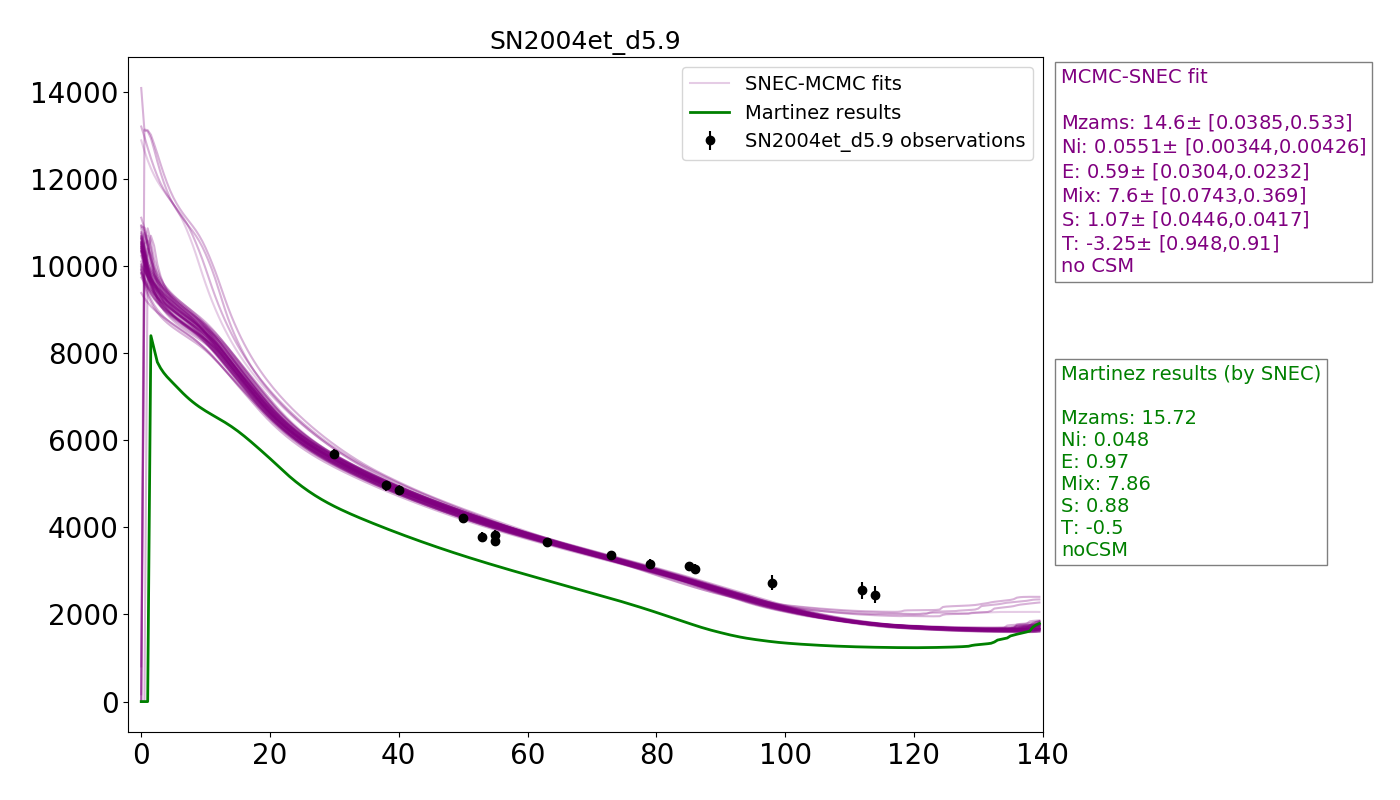 SN2004et_d5.9
14000
12000
10000
8000
6000
4000
2000
0
0 20 40 60 80 100 120 140
SNEC-MCMC fits
Martinez results
SN2004et_d5.9 observations
MCMC-SNEC fit
Mzams: 14.6± [0.0385,0.533]
Ni: 0.0551± [0.00344,0.00426]
E: 0.59± [0.0304,0.0232]
Mix: 7.6± [0.0743,0.369]
S: 1.07± [0.0446,0.0417]
T: -3.25± [0.948,0.91]
no CSM
Martinez results (by SNEC)
Mzams: 15.72
Ni: 0.048
E: 0.97
Mix: 7.86
S: 0.88
T: -0.5
noCSM